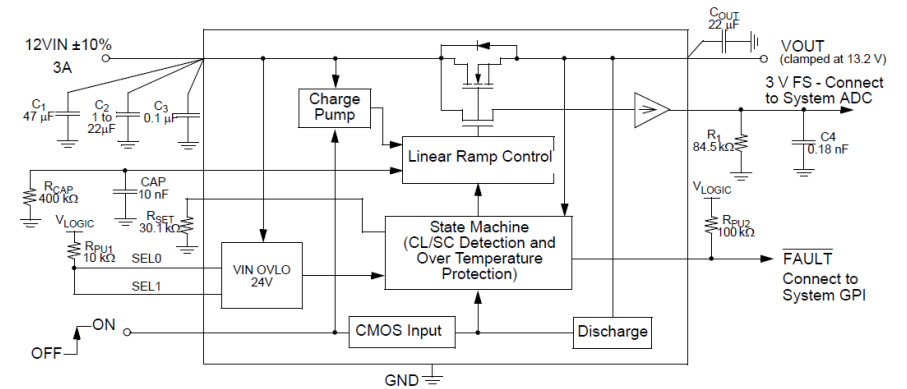 12VIN ±10%
3A
C1
47 µF
C2
1 to
22µF
C3
0.1 µF
COUT
22 µF
VOUT
(clamped at 13.2 V)
3 V FS - Connect
to System ADC
R1
84.5 kΩ
C4
0.18 nF
Charge
Pump
Linear Ramp Control
RCAP
400 kΩ
CAP
10 nF
RSET
30.1 kΩ
VLOGIC
RPU1
10 kΩ
SEL0
SEL1
VIN OVLO
24V
State Machine
(CL/SC Detection and
Over Temperature
Protection)
VLOGIC
RPU2
100 kΩ
FAULT
Connect to
System GPI
ON
OFF
CMOS Input
Discharge
GND